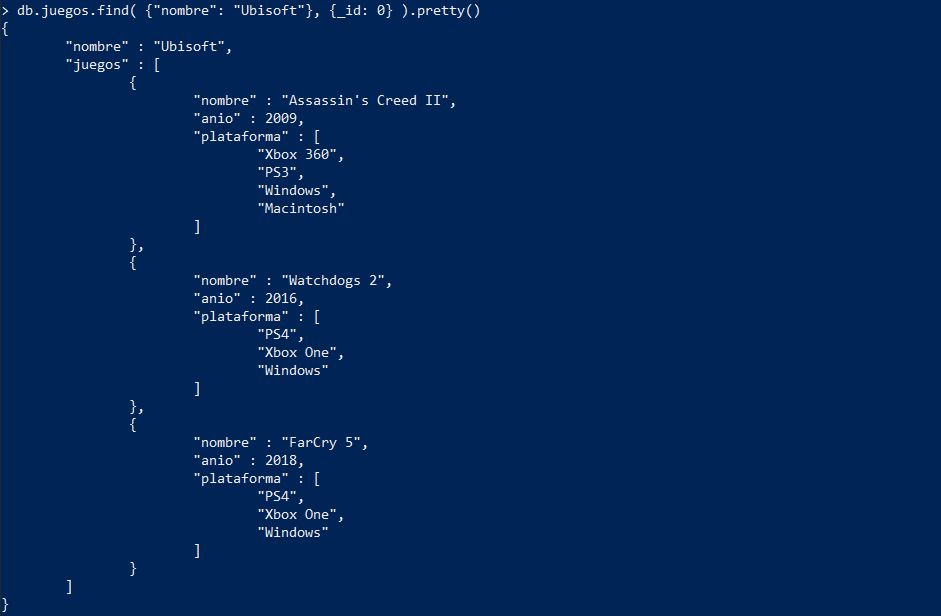 > db.juegos.find( {"nombre": "Ubisoft"}, {_id: 0} ).pretty()
{
        "nombre" : "Ubisoft",
        "juegos" : [
                {
                        "nombre" : "Assassin's Creed II",
                        "anio" : 2009,
                        "plataforma" : [
                                "Xbox 360",
                                "PS3",
                                "Windows",
                                "Macintosh"
                        ]
                },
                {
                        "nombre" : "Watchdogs 2",
                        "anio" : 2016,
                        "plataforma" : [
                                "PS4",
                                "Xbox One",
                                "Windows"
                        ]
                },
                {
                        "nombre" : "FarCry 5",
                        "anio" : 2018,
                        "plataforma" : [
                                "PS4",
                                "Xbox One",
                                "Windows"
                        ]
                }
        ]
}